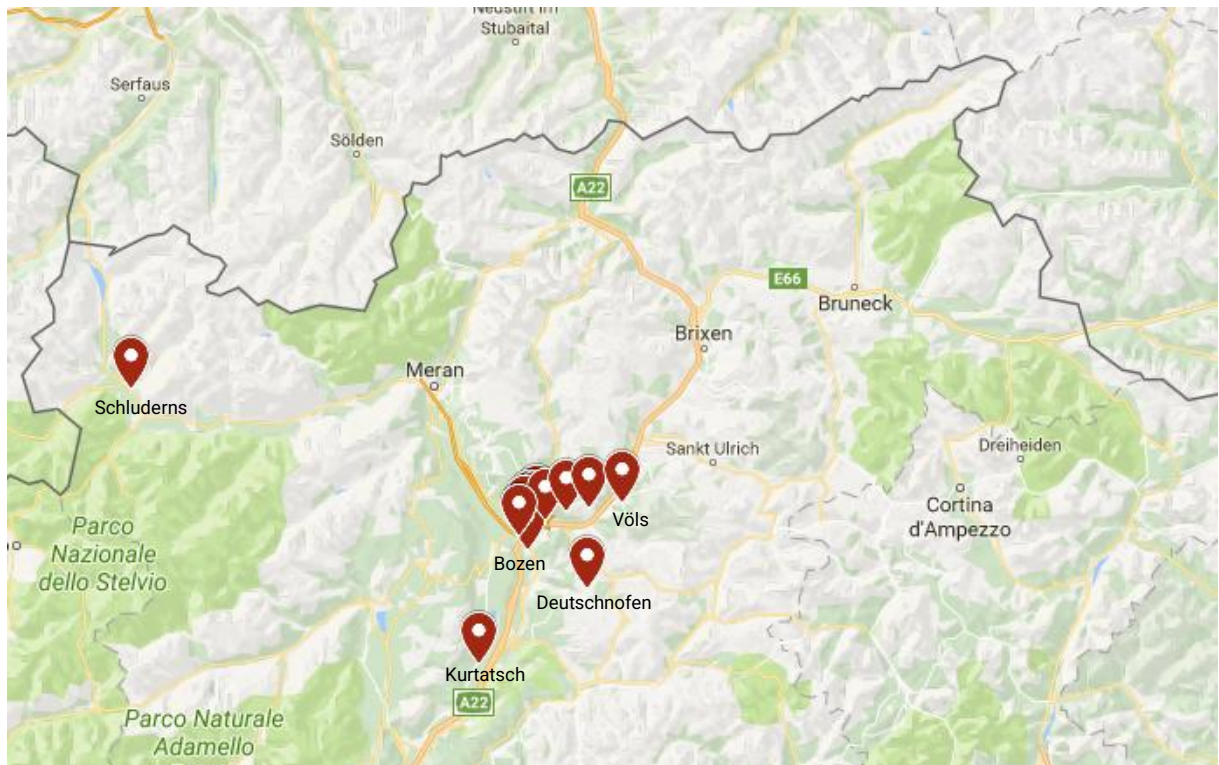 Neustift im
Stubaital
Serfaus
Sölden
A22
E66
Bruneck
Brixen
Meran
Schluderns
Sankt Ulrich
Dreiheiden
Cortina
d'Ampezzo
Völs
Parco
Nazionale
dello Stelvio
Bozen
Deutschnofen
Kurtatsch
A22
Parco Naturale
Adamello